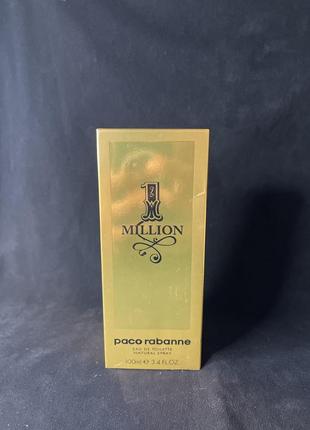 1
MILLION
paco rabanne
EAU DE TOILETTE
NATURAL SPRAY
100ml ℮ 3.4 FL.OZ.